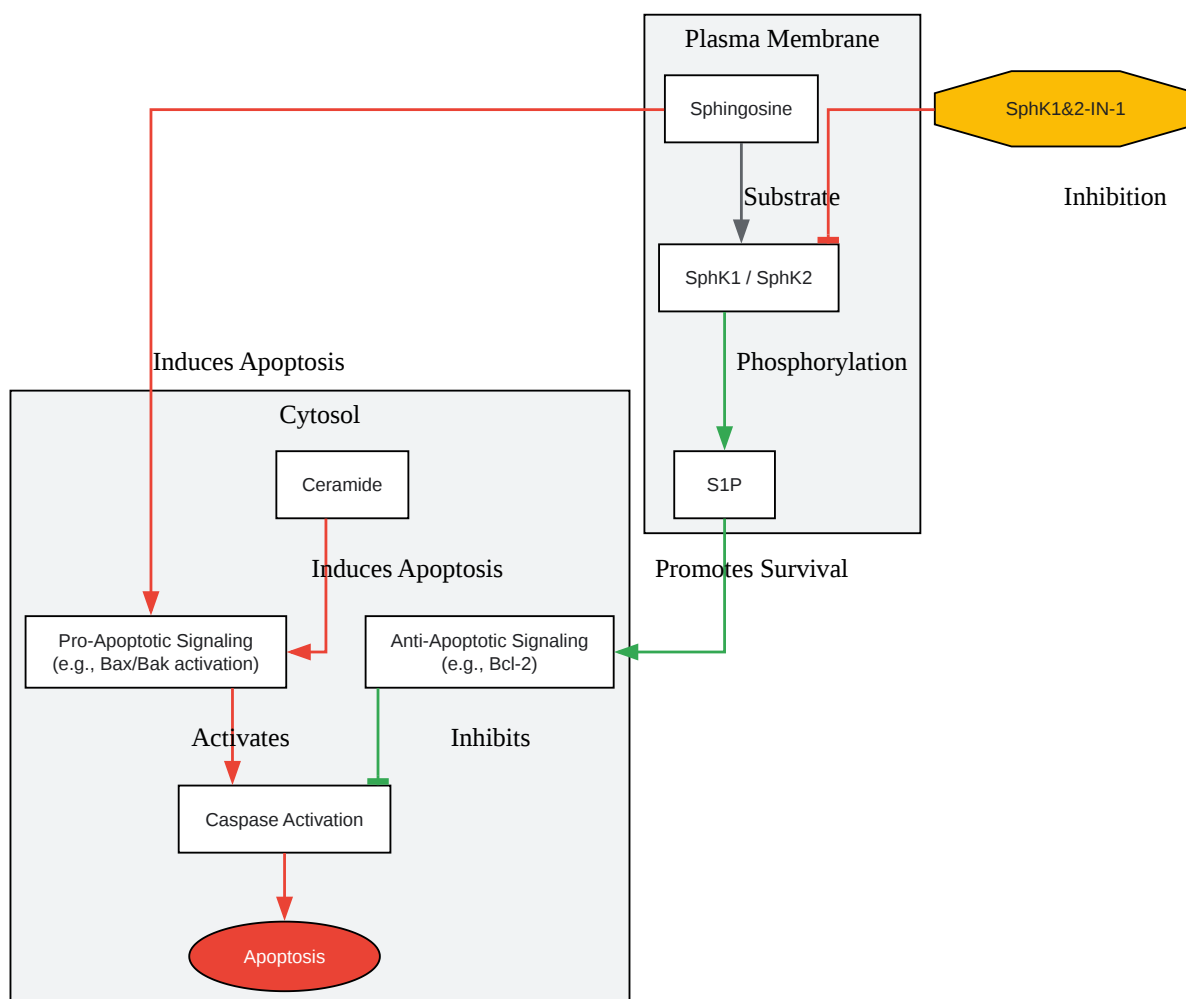 Plasma Membrane
Sphingosine
SphK1&2-IN-1
Substrate
Inhibition
SphK1 / SphK2
Induces Apoptosis
Phosphorylation
Cytosol
Ceramide
S1P
Induces Apoptosis
Promotes Survival
Pro-Apoptotic Signaling
(e.g., Bax/Bak activation)
Anti-Apoptotic Signaling
(e.g., Bcl-2)
Activates
Inhibits
Caspase Activation
Apoptosis